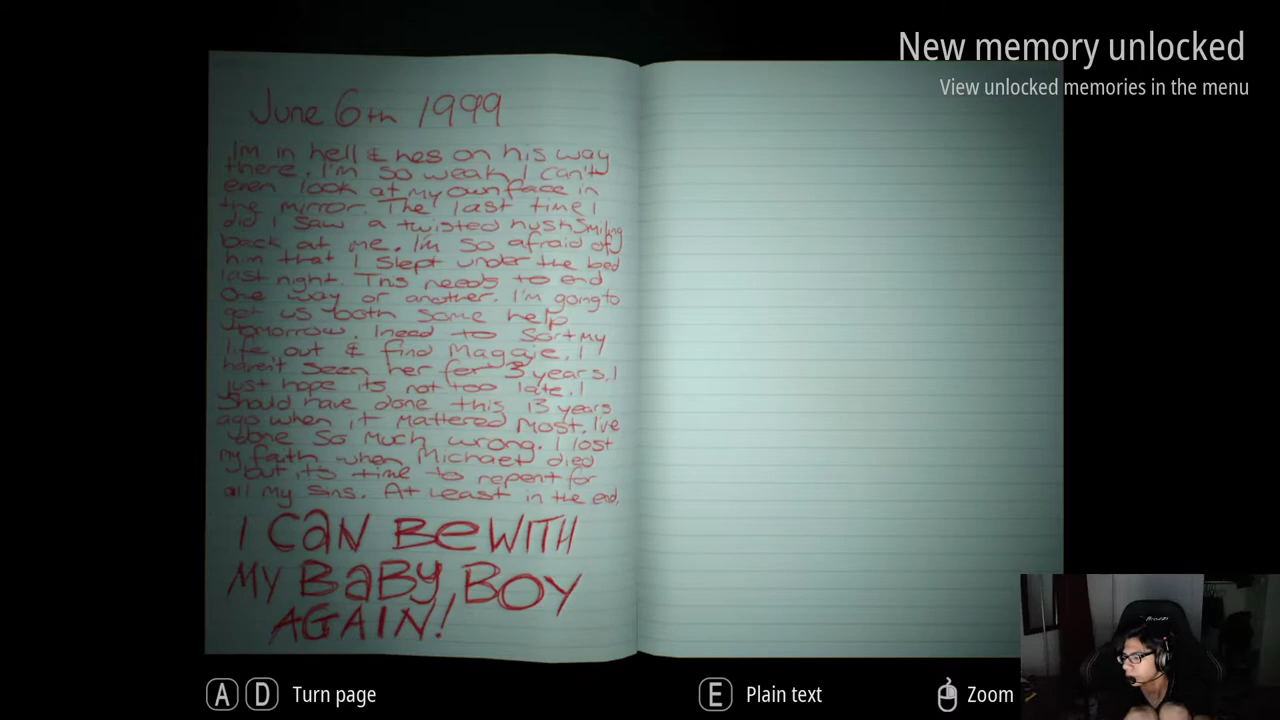 New memory unlocked
View unlocked memories in the menu
June 6th 1999
Im in hell & hes on his way
there. I'm so weak I can't
even look at my own face in
the mirror. The last time I
did I saw a twisted hush smiling
back at me. I'm so afraid of
him that I slept under the bed
last night. This needs to end
one way or another. I'm going to
get us both some help
tomorrow. I need to sort my
life out & find Maggie. I
haven't seen her for 3 years. I
just hope its not too late. I
should have done this 13 years
ago when it mattered most. I've
done so much wrong. I lost
my faith when Michael died
but it's time to repent for
all my sins. At least in the end,
I CAN BE WITH
MY BABY BOY
AGAIN!
A D Turn page
E Plain text
Zoom